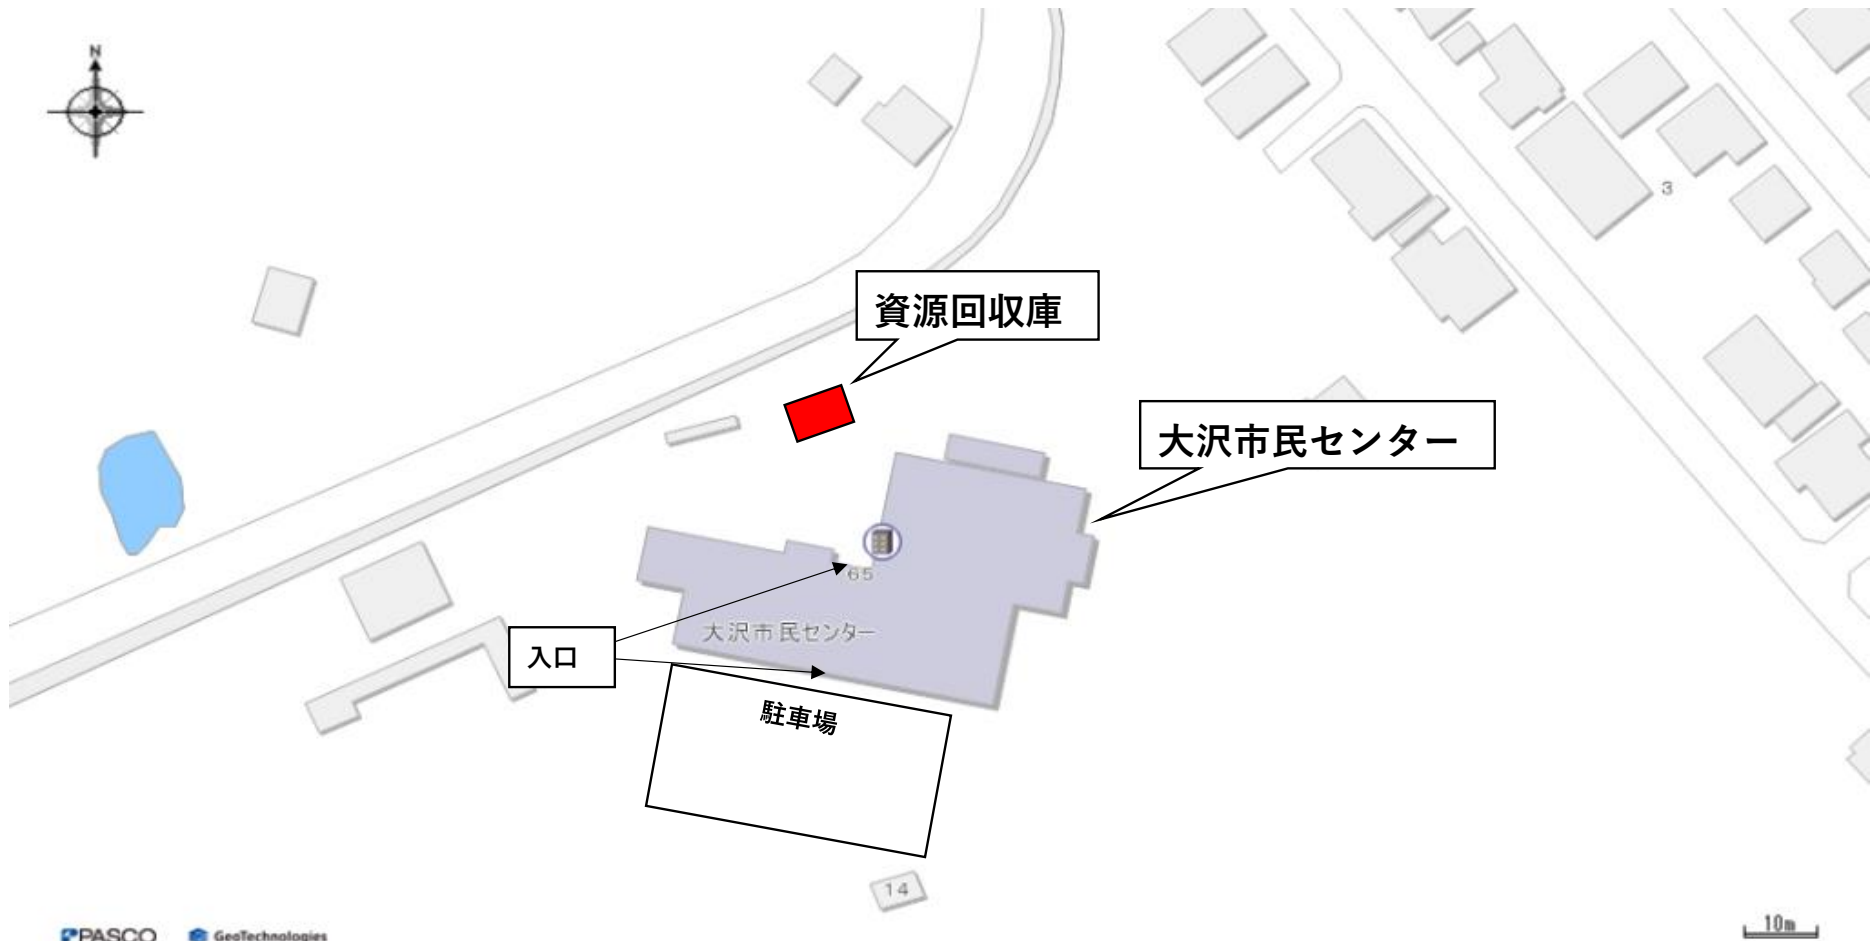 N
3
資源回収庫
大沢市民センター
65
大沢市民センター
入口
駐車場
14
PASCO
GeoTechnologies
10m